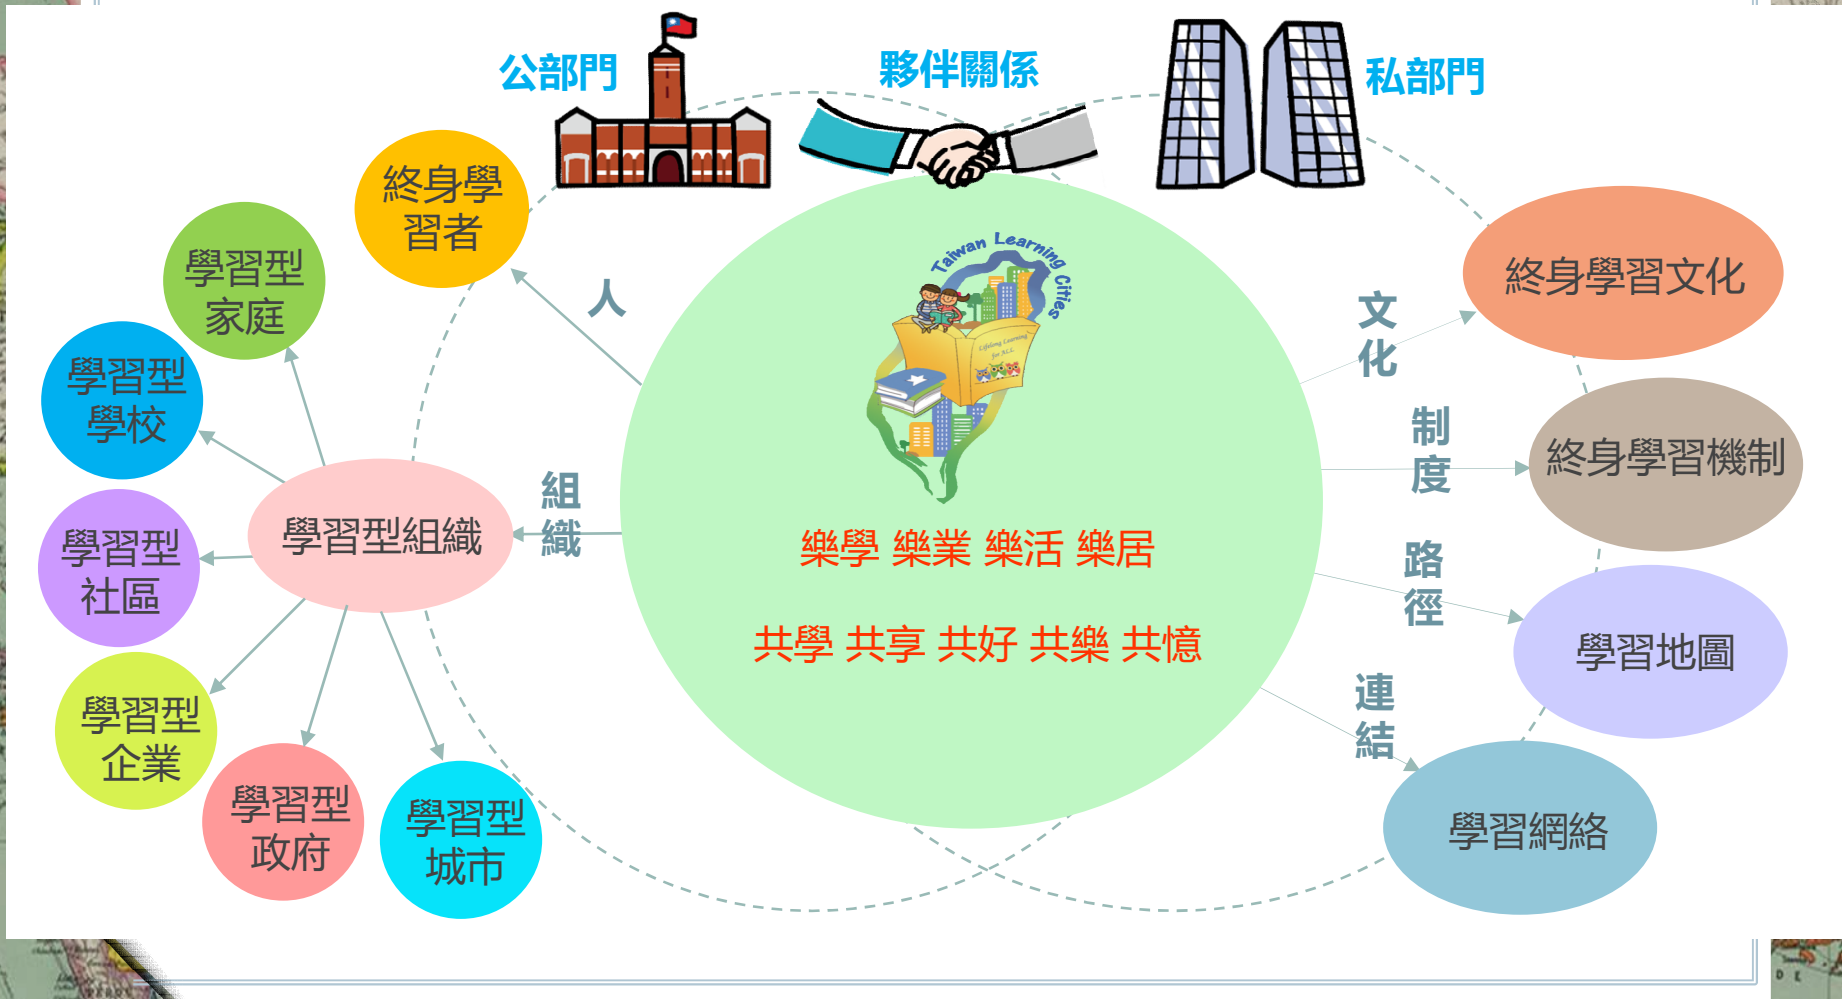 公部門
夥伴關係
私部門
終身學
習者
人
學習型
家庭
學習型
學校
組
織
學習型組織
學習型
社區
學習型
企業
學習型
政府
學習型
城市
Taiwan Learning Cities
Lifelong Learning
for ALL
樂學 樂業 樂活 樂居
共學 共享 共好 共樂 共憶
文
化
終身學習文化
制
度
終身學習機制
路
徑
學習地圖
連
結
學習網絡
D E